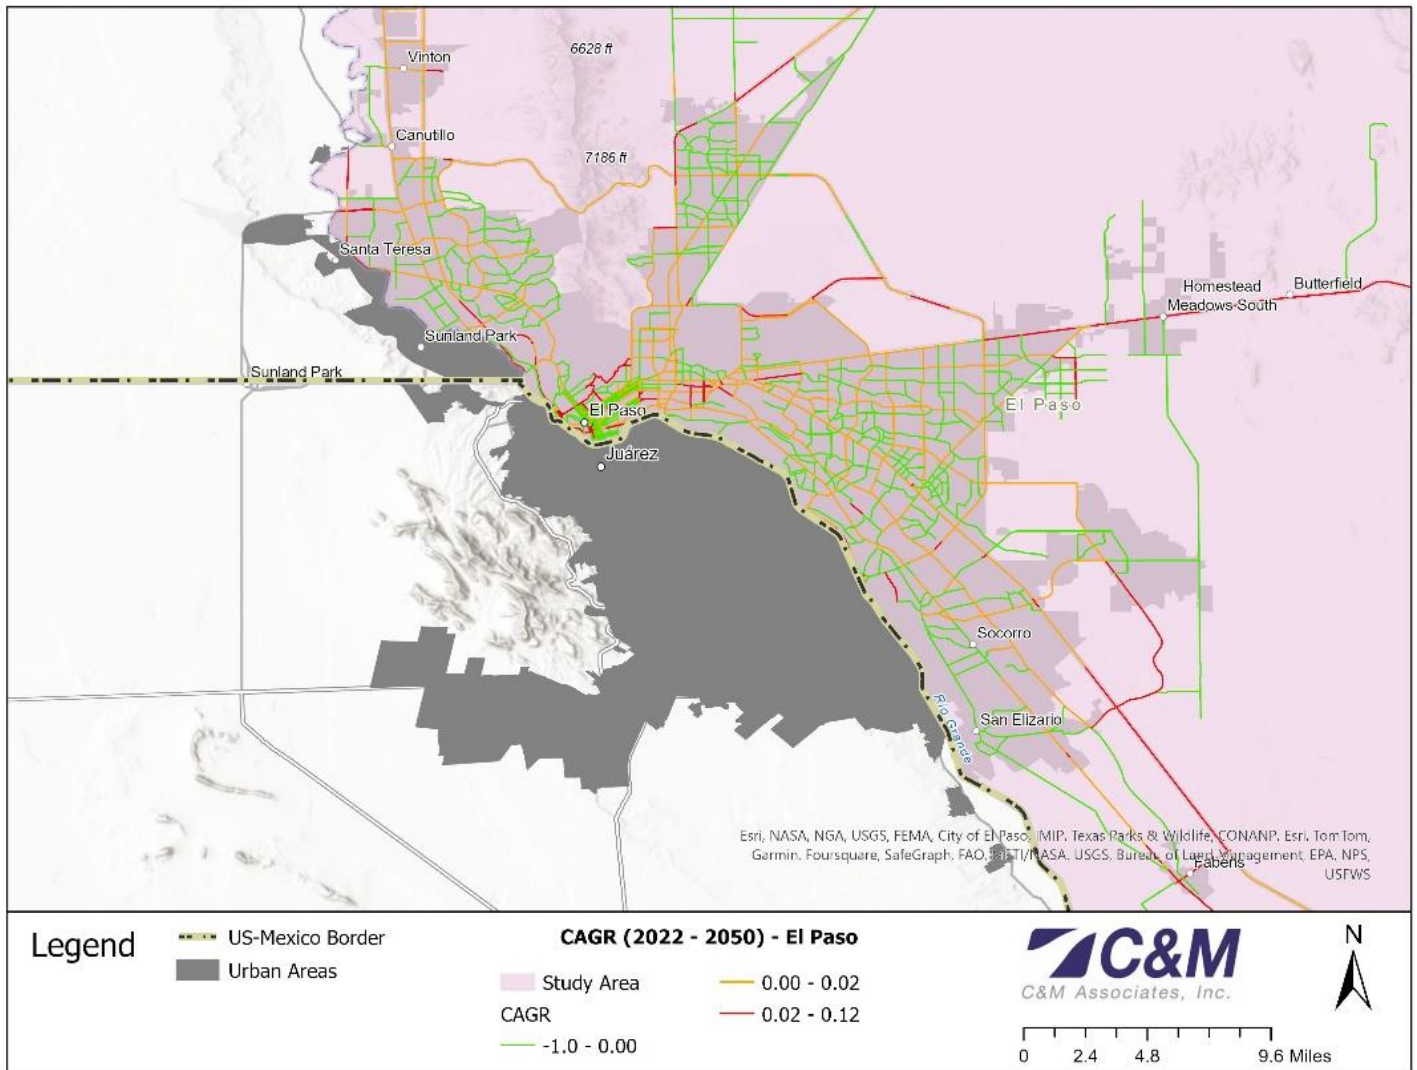 6628 ft
Vinton
Canutillo
7186 ft
Santa Teresa
Homestead
Meadows South
Butterfield
Sunland Park
Sunland Park
El Paso
El Paso
Juárez
Socorro
San Elizario
Rio Grande
Esri, NASA, NGA, USGS, FEMA, City of El Paso, IMIP, Texas Parks & Wildlife, CONANP, Esri, TomTom,
Garmin, Foursquare, SafeGraph, FAO, METI/NASA, USGS, Bureau of Land Management, EPA, NPS,
USFWS
Fabens
Legend
US-Mexico Border
Urban Areas
CAGR (2022 - 2050) - El Paso
Study Area
CAGR
-1.0 - 0.00
0.00 - 0.02
0.02 - 0.12
C&M
C&M Associates, Inc.
N
0 2.4 4.8 9.6 Miles